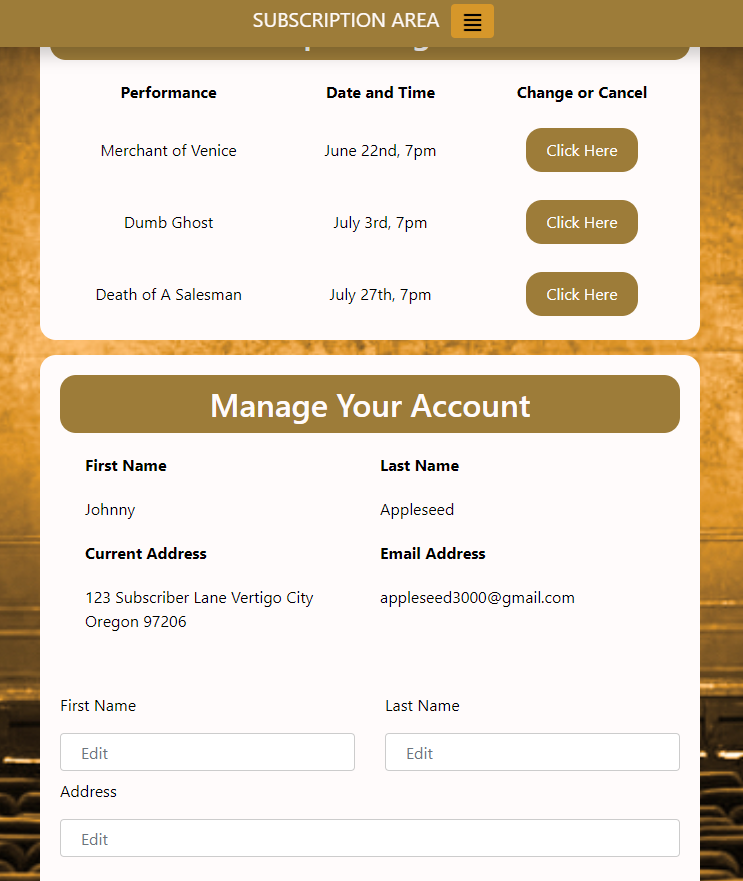 SUBSCRIPTION AREA
Performance Date and Time Change or Cancel
Merchant of Venice June 22nd, 7pm Click Here
Dumb Ghost July 3rd, 7pm Click Here
Death of A Salesman July 27th, 7pm Click Here
Manage Your Account
First Name Last Name
Johnny Appleseed
Current Address Email Address
123 Subscriber Lane Vertigo City appleseed3000@gmail.com
Oregon 97206
First Name Last Name
Edit Edit
Address
Edit